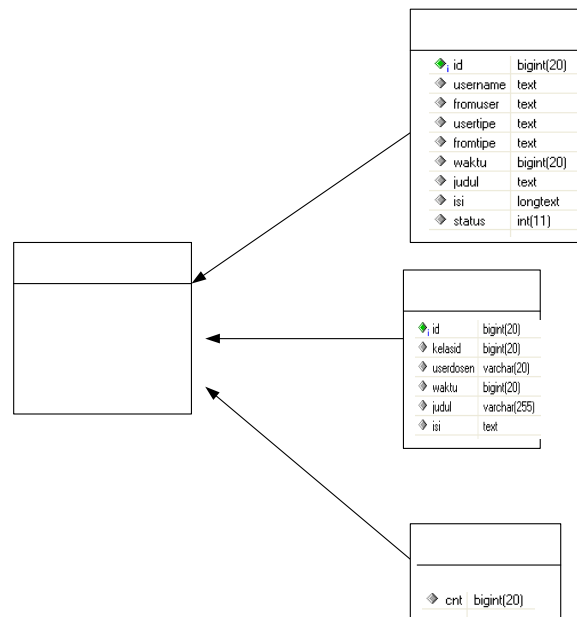 id bigint(20)
username text
fromuser text
usertipe text
fromtipe text
waktu bigint(20)
judul text
isi longtext
status int(11)
id bigint(20)
kelasid bigint(20)
userdosen varchar(20)
waktu bigint(20)
judul varchar(255)
isi text
cnt bigint(20)